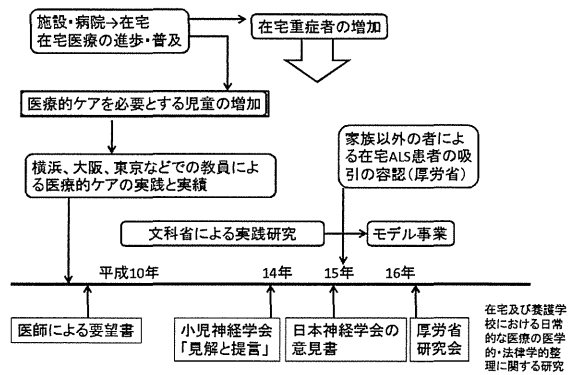 施設・病院→在宅
在宅医療の進歩・普及
在宅重症者の増加
医療的ケアを必要とする児童の増加
横浜、大阪、東京などでの教員によ
る医療的ケアの実践と実績
家族以外の者によ
る在宅ALS患者の吸
引の容認(厚労省)
文科省による実践研究
モデル事業
平成10年
14年
15年
16年
医師による要望書
小児神経学会
「見解と提言」
日本神経学会の
意見書
厚労省
研究会
在宅及び養護学
校における日常
的な医療の医学
的・法律学的整
理に関する研究